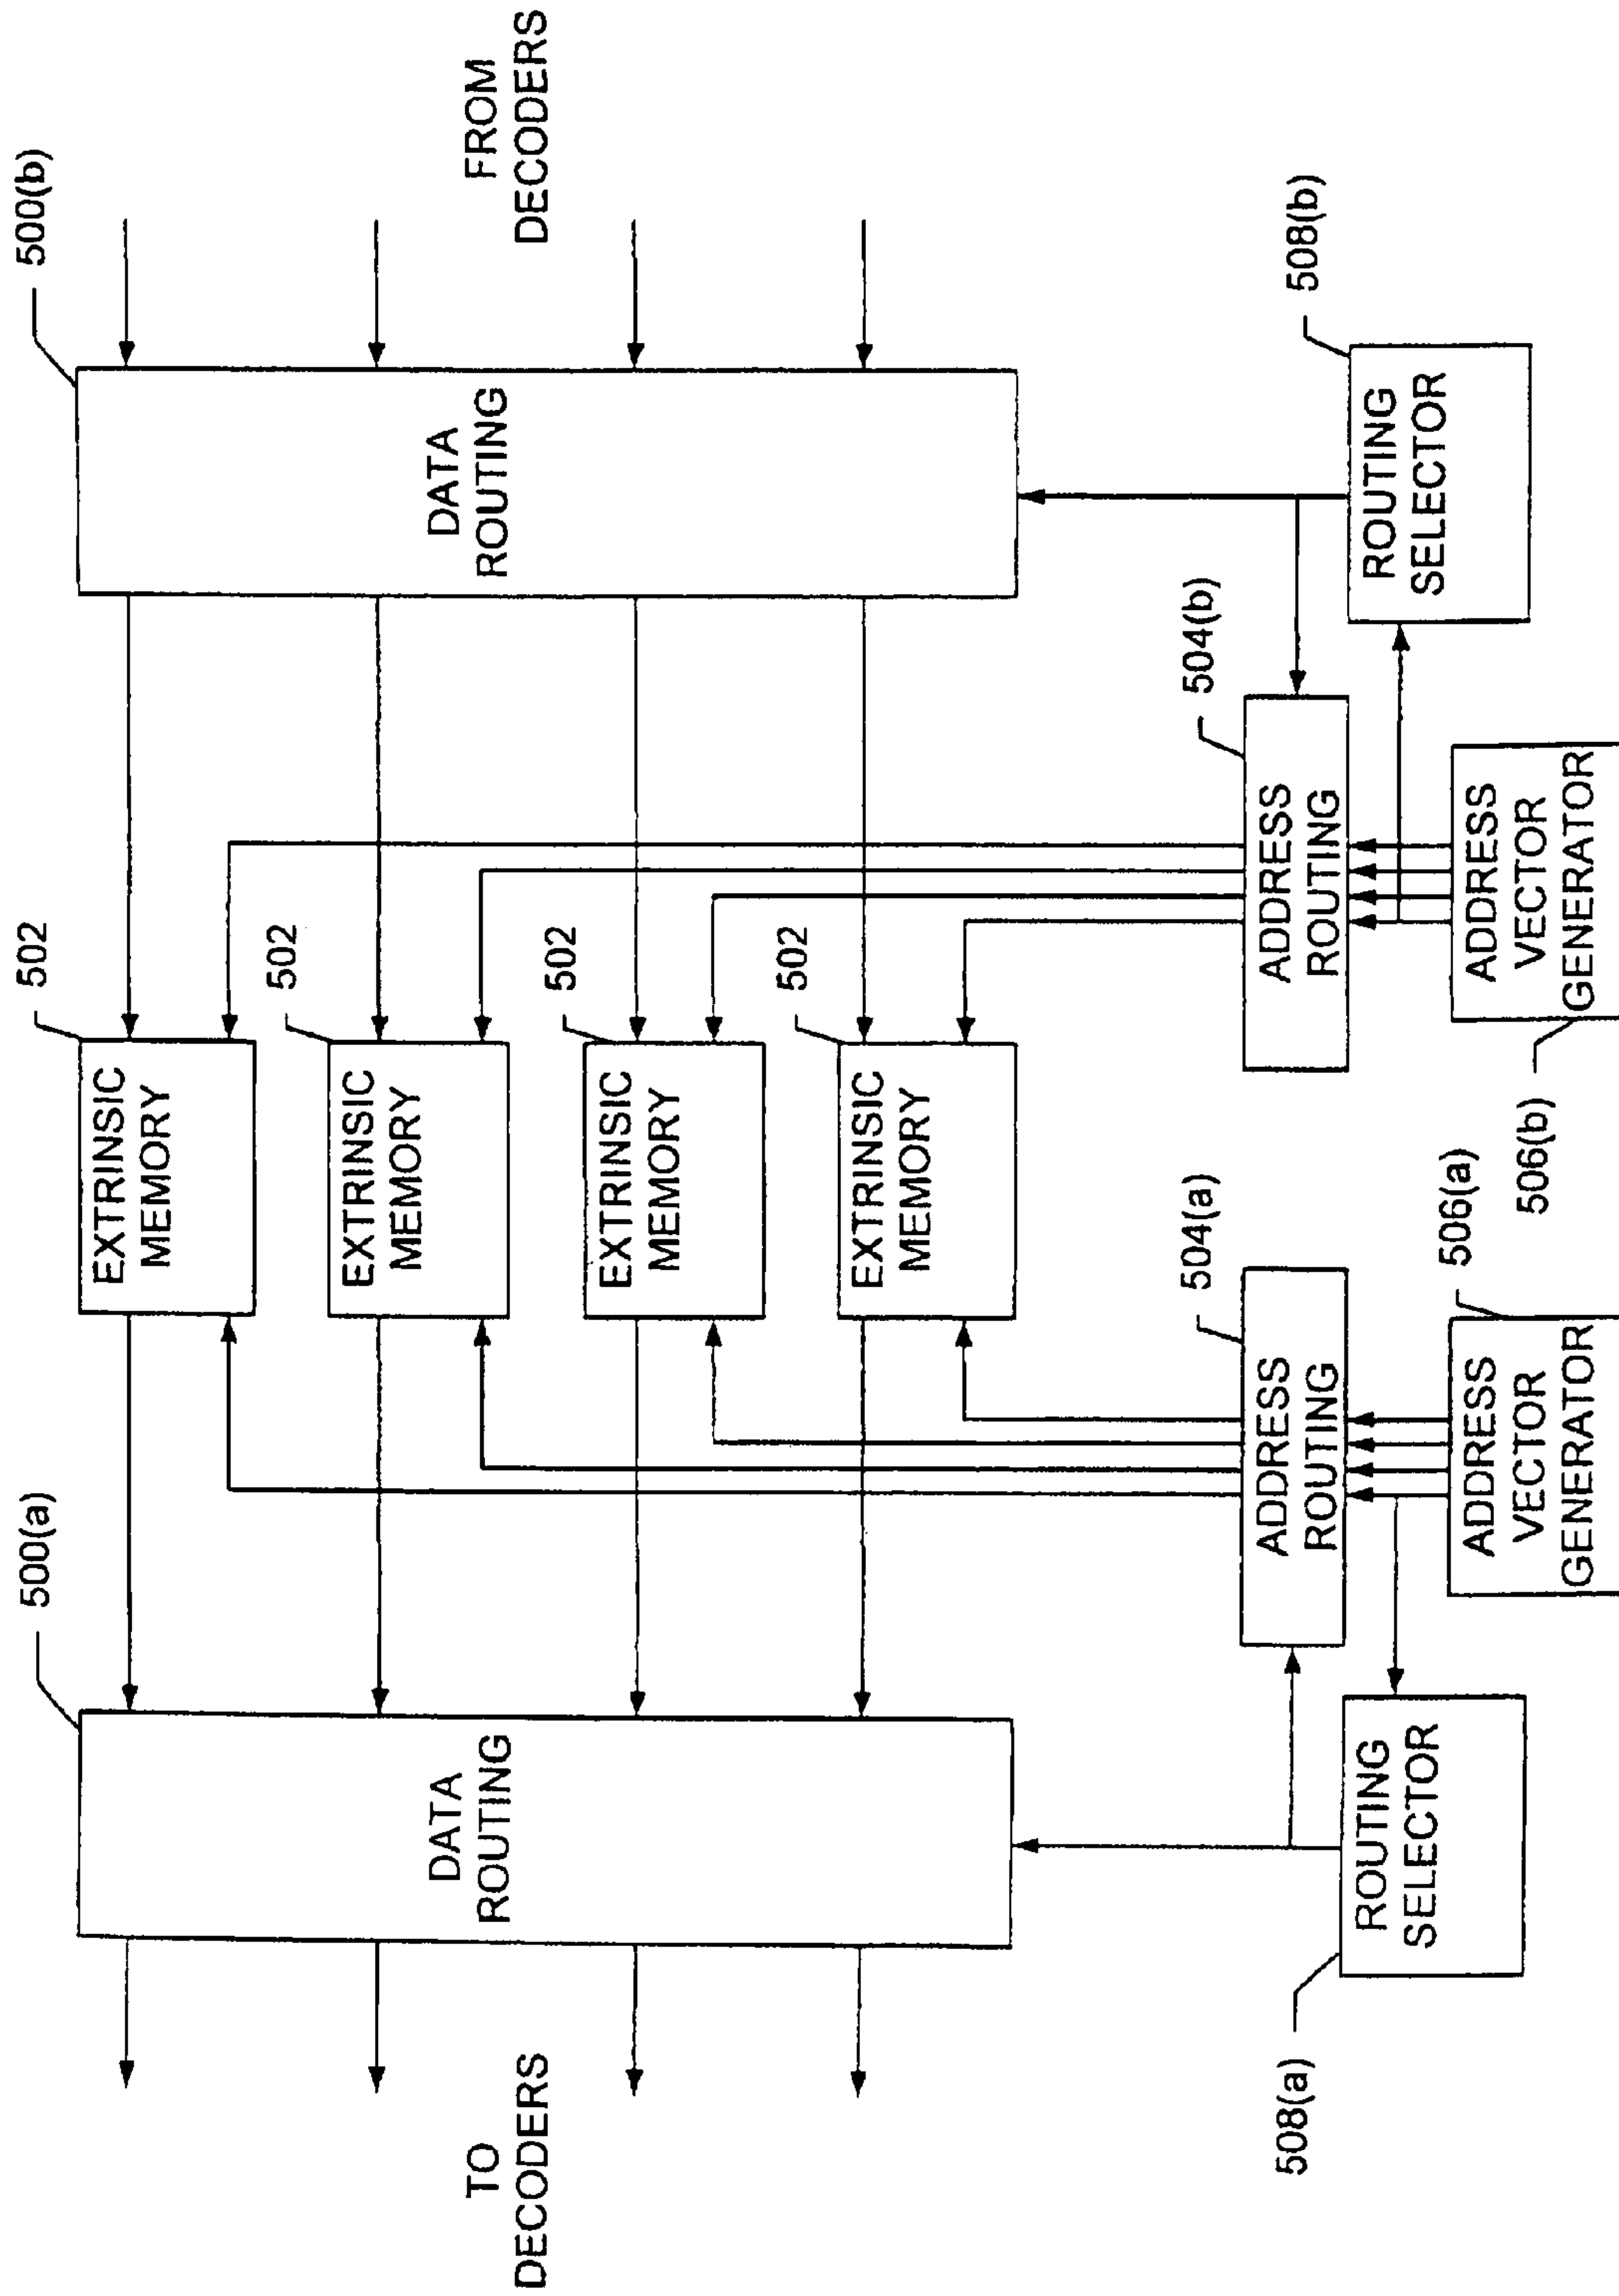 500(a)
502
500(b)
EXTRINSIC
MEMORY
502
EXTRINSIC
MEMORY
TO
DECODERS
DATA
ROUTING
DATA
ROUTING
FROM
DECODERS
502
EXTRINSIC
MEMORY
502
EXTRINSIC
MEMORY
504(a)
504(b)
ADDRESS
ROUTING
ADDRESS
ROUTING
508(a)
508(b)
ROUTING
SELECTOR
ROUTING
SELECTOR
506(a)
ADDRESS
VECTOR
GENERATOR
506(b)
ADDRESS
VECTOR
GENERATOR